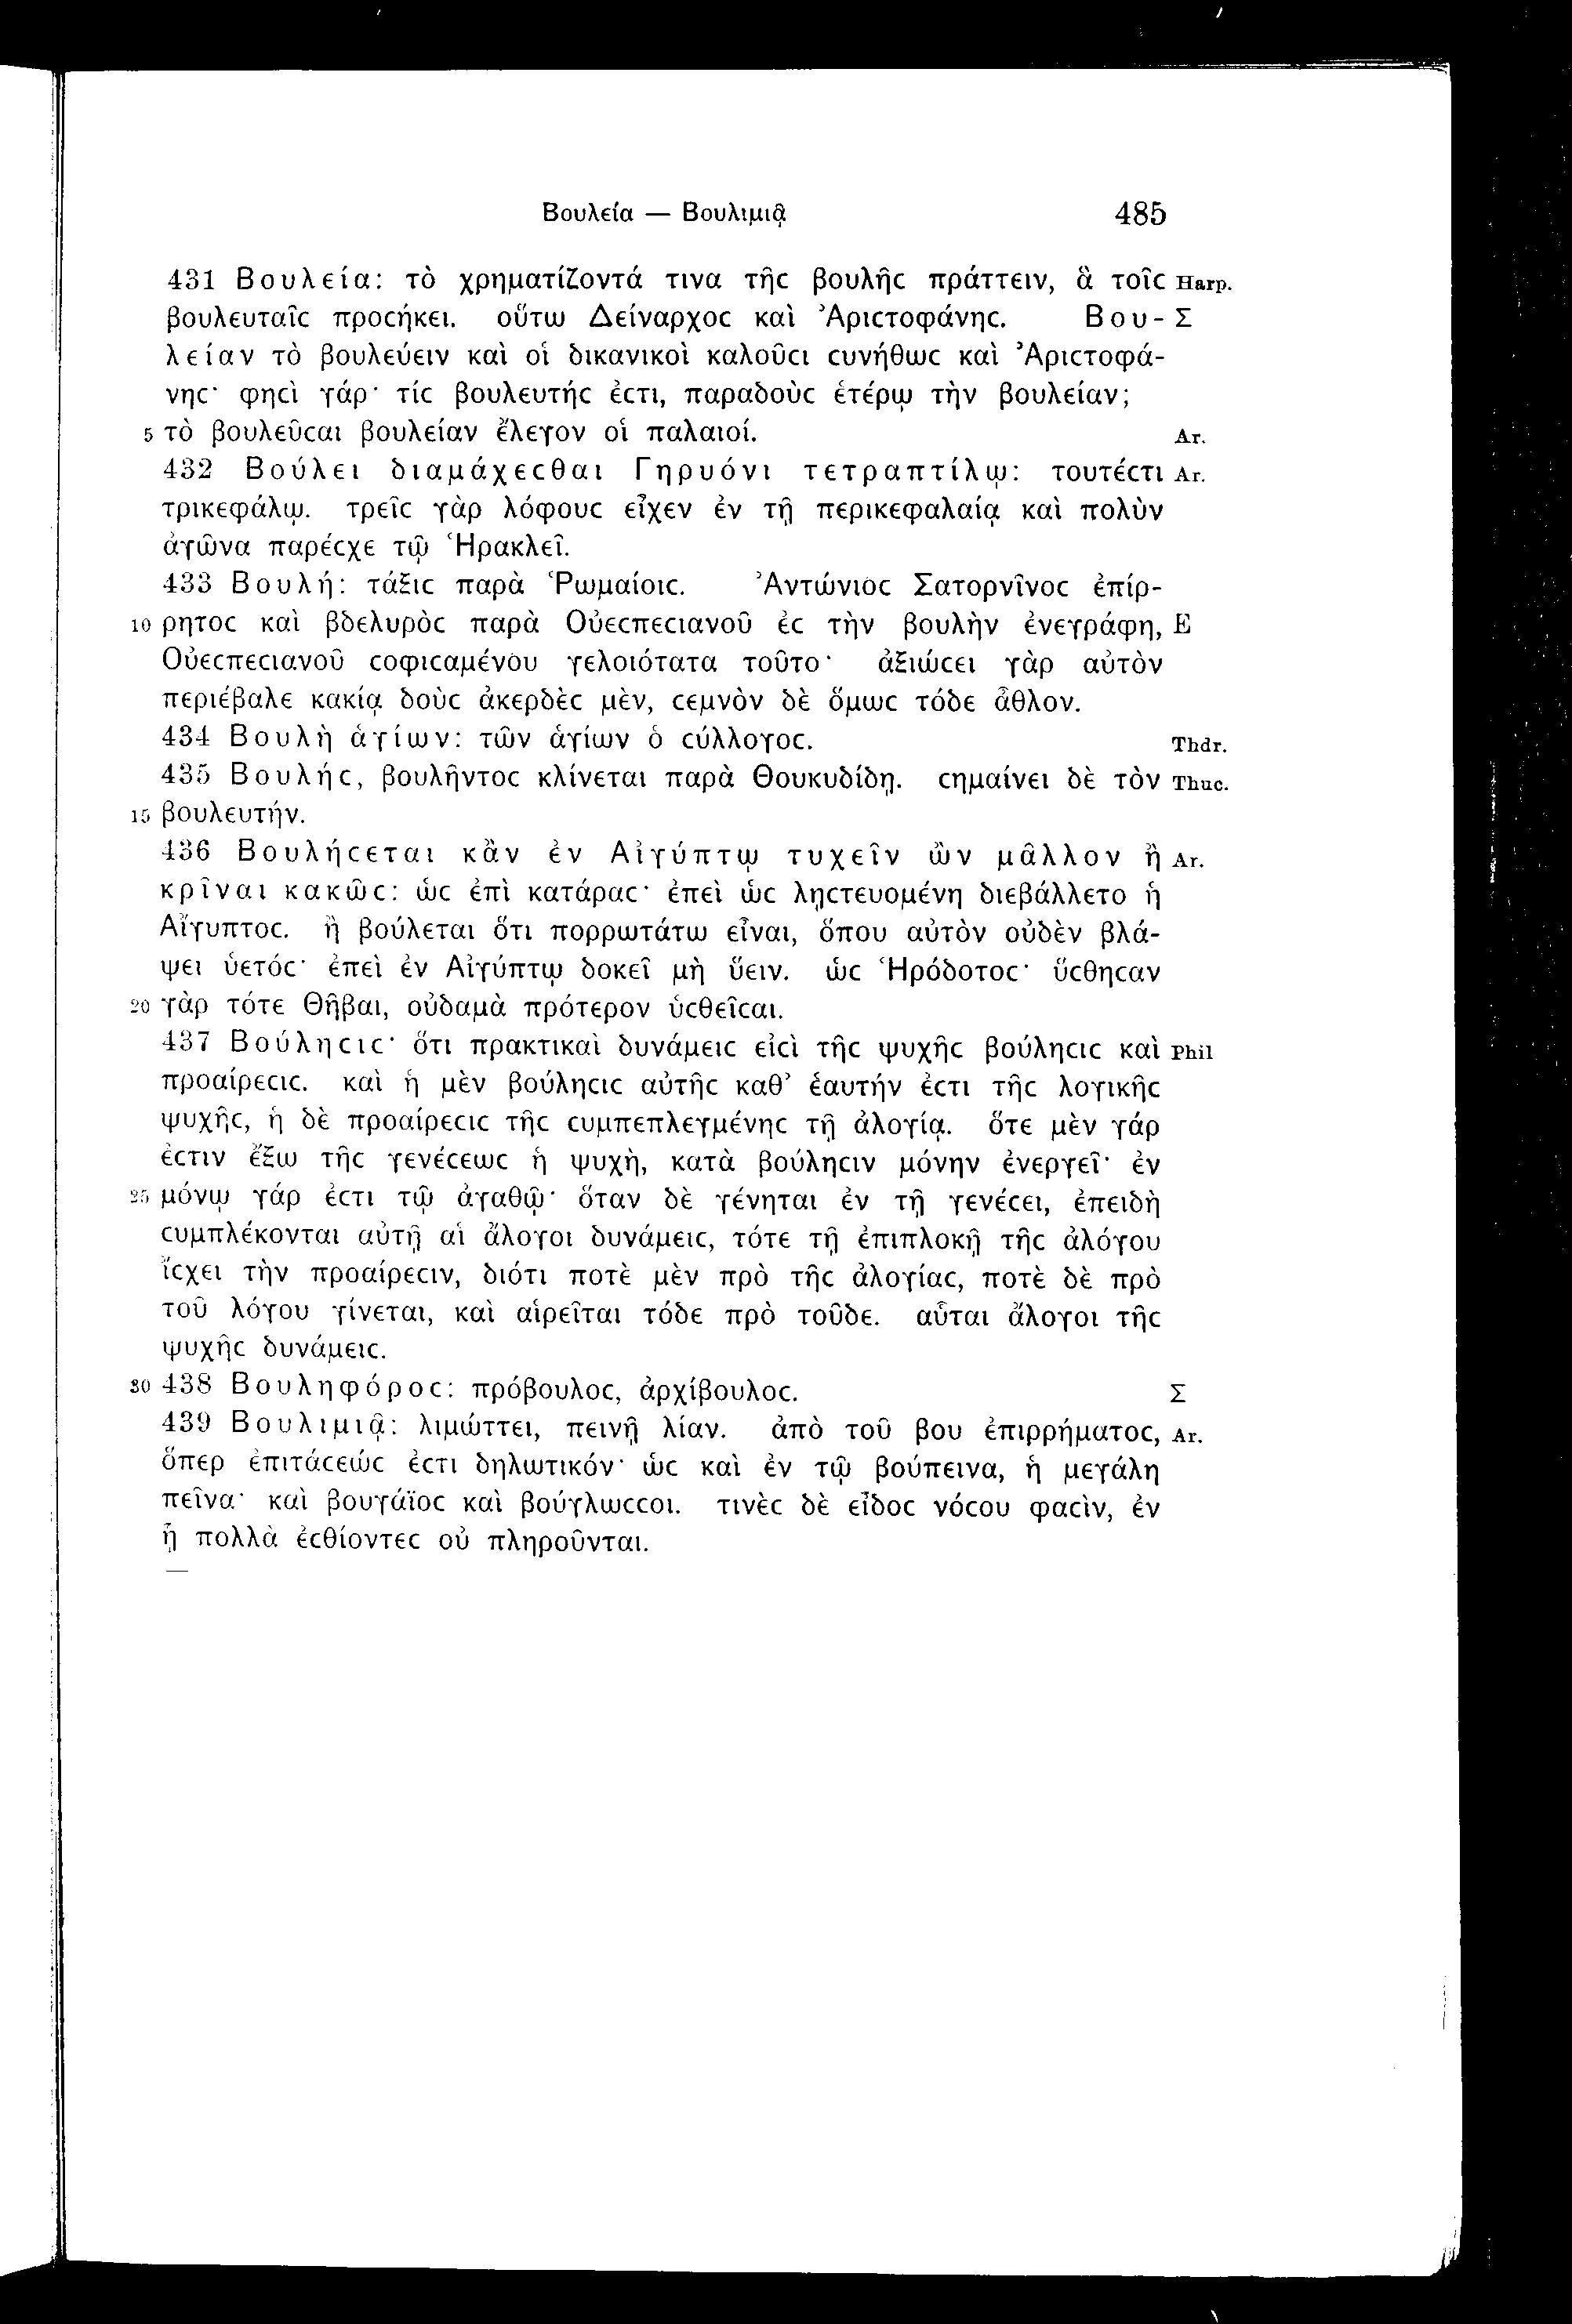 Βουλεία — Βουλιμιᾷ 485
431 Βουλεία: τὸ χρηματίζοντά τινα τῆϲ βουλῆϲ πράττειν, ἃ τοῖϲ Harp.
βουλευταῖϲ προϲήκει. οὕτω Δείναρχοϲ καὶ Ἀριϲτοφάνηϲ. Βου- Σ
λείαν τὸ βουλεύειν καὶ οἱ δικανικοὶ καλοῦϲι ϲυνήθωϲ καὶ Ἀριϲτοφά-
νηϲ· φηϲὶ γάρ· τίϲ βουλευτήϲ ἐϲτι, παραδοὺϲ ἑτέρῳ τὴν βουλείαν;
5 τὸ βουλεῦϲαι βουλείαν ἔλεγον οἱ παλαιοί. Ar.
432 Βούλει διαμάχεϲθαι Γηρυόνι τετραπτίλῳ: τουτέϲτι Ar.
τρικεφάλῳ. τρεῖϲ γὰρ λόφουϲ εἶχεν ἐν τῇ περικεφαλαίᾳ καὶ πολὺν
ἀγῶνα παρέϲχε τῷ Ἡρακλεῖ.
433 Βουλή: τάξιϲ παρὰ Ῥωμαίοιϲ. Ἀντώνιοϲ Σατορνῖνοϲ ἐπίρ-
10 ρητοϲ καὶ βδελυρὸϲ παρὰ Οὐεϲπεϲιανοῦ ἐϲ τὴν βουλὴν ἐνεγράφη, E
Οὐεϲπεϲιανοῦ ϲοφιϲαμένου γελοιότατα τοῦτο· ἀξιώϲει γὰρ αὐτὸν
περιέβαλε κακίᾳ δοὺϲ ἀκερδὲϲ μὲν, ϲεμνὸν δὲ ὅμωϲ τόδε ἆθλον.
434 Βουλὴ ἁγίων: τῶν ἁγίων ὁ ϲύλλογοϲ. Thdr.
435 Βουλήϲ, βουλῆντοϲ κλίνεται παρὰ Θουκυδίδῃ. ϲημαίνει δὲ τὸν Thuc.
15 βουλευτήν.
436 Βουλήϲεται κἂν ἐν Αἰγύπτῳ τυχεῖν ὢν μᾶλλον ἢ Ar.
κρῖναι κακῶϲ: ὡϲ ἐπὶ κατάραϲ· ἐπεὶ ὡϲ λῃϲτευομένη διεβάλλετο ἡ
Αἴγυπτοϲ. ἢ βούλεται ὅτι πορρωτάτω εἶναι, ὅπου αὐτὸν οὐδὲν βλά-
ψει ὑετόϲ· ἐπεὶ ἐν Αἰγύπτῳ δοκεῖ μὴ ὕειν. ὡϲ Ἡρόδοτοϲ· ὕϲθηϲαν
20 γὰρ τότε Θῆβαι, οὐδαμὰ πρότερον ὑϲθεῖϲαι.
437 Βούληϲιϲ· ὅτι πρακτικαὶ δυνάμειϲ εἰϲὶ τῆϲ ψυχῆϲ βούληϲιϲ καὶ Phil
προαίρεϲιϲ. καὶ ἡ μὲν βούληϲιϲ αὐτῆϲ καθ’ ἑαυτήν ἐϲτι τῆϲ λογικῆϲ
ψυχῆϲ, ἡ δὲ προαίρεϲιϲ τῆϲ ϲυμπεπλεγμένηϲ τῇ ἀλογίᾳ. ὅτε μὲν γάρ
ἐϲτιν ἔξω τῆϲ γενέϲεωϲ ἡ ψυχὴ, κατὰ βούληϲιν μόνην ἐνεργεῖ· ἐν
25 μόνῳ γάρ ἐϲτι τῷ ἀγαθῷ· ὅταν δὲ γένηται ἐν τῇ γενέϲει, ἐπειδὴ
ϲυμπλέκονται αὐτῇ αἱ ἄλογοι δυνάμειϲ, τότε τῇ ἐπιπλοκῇ τῆϲ ἀλόγου
ἴϲχει τὴν προαίρεϲιν, διότι ποτὲ μὲν πρὸ τῆϲ ἀλογίαϲ, ποτὲ δὲ πρὸ
τοῦ λόγου γίνεται, καὶ αἱρεῖται τόδε πρὸ τοῦδε. αὗται ἄλογοι τῆϲ
ψυχῆϲ δυνάμειϲ.
30 438 Βουληφόροϲ: πρόβουλοϲ, ἀρχίβουλοϲ. Σ
439 Βουλιμιᾷ: λιμώττει, πεινῇ λίαν. ἀπὸ τοῦ βου ἐπιρρήματοϲ, Ar.
ὅπερ ἐπιτάϲεώϲ ἐϲτι δηλωτικόν· ὡϲ καὶ ἐν τῷ βούπεινα, ἡ μεγάλη
πεῖνα· καὶ βουγάϊοϲ καὶ βούγλωϲϲοι. τινὲϲ δὲ εἶδοϲ νόϲου φαϲὶν, ἐν
ᾗ πολλὰ ἐϲθίοντεϲ οὐ πληροῦνται.